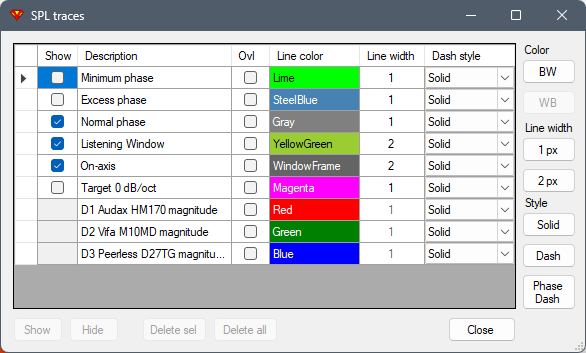 SPL traces
Show Description Ovl Line color Line width Dash style
Minimum phase Lime 1 Solid
Excess phase SteelBlue 1 Solid
Normal phase Gray 1 Solid
Listening Window YellowGreen 2 Solid
On-axis WindowFrame 2 Solid
Target 0 dB/oct Magenta 1 Solid
D1 Audax HM170 magnitude Red 1 Solid
D2 Vifa M10MD magnitude Green 1 Solid
D3 Peerless D27TG magnitu... Blue 1 Solid
Color
BW
WB
Line width
1 px
2 px
Style
Solid
Dash
Phase
Dash
Show Hide Delete sel Delete all Close